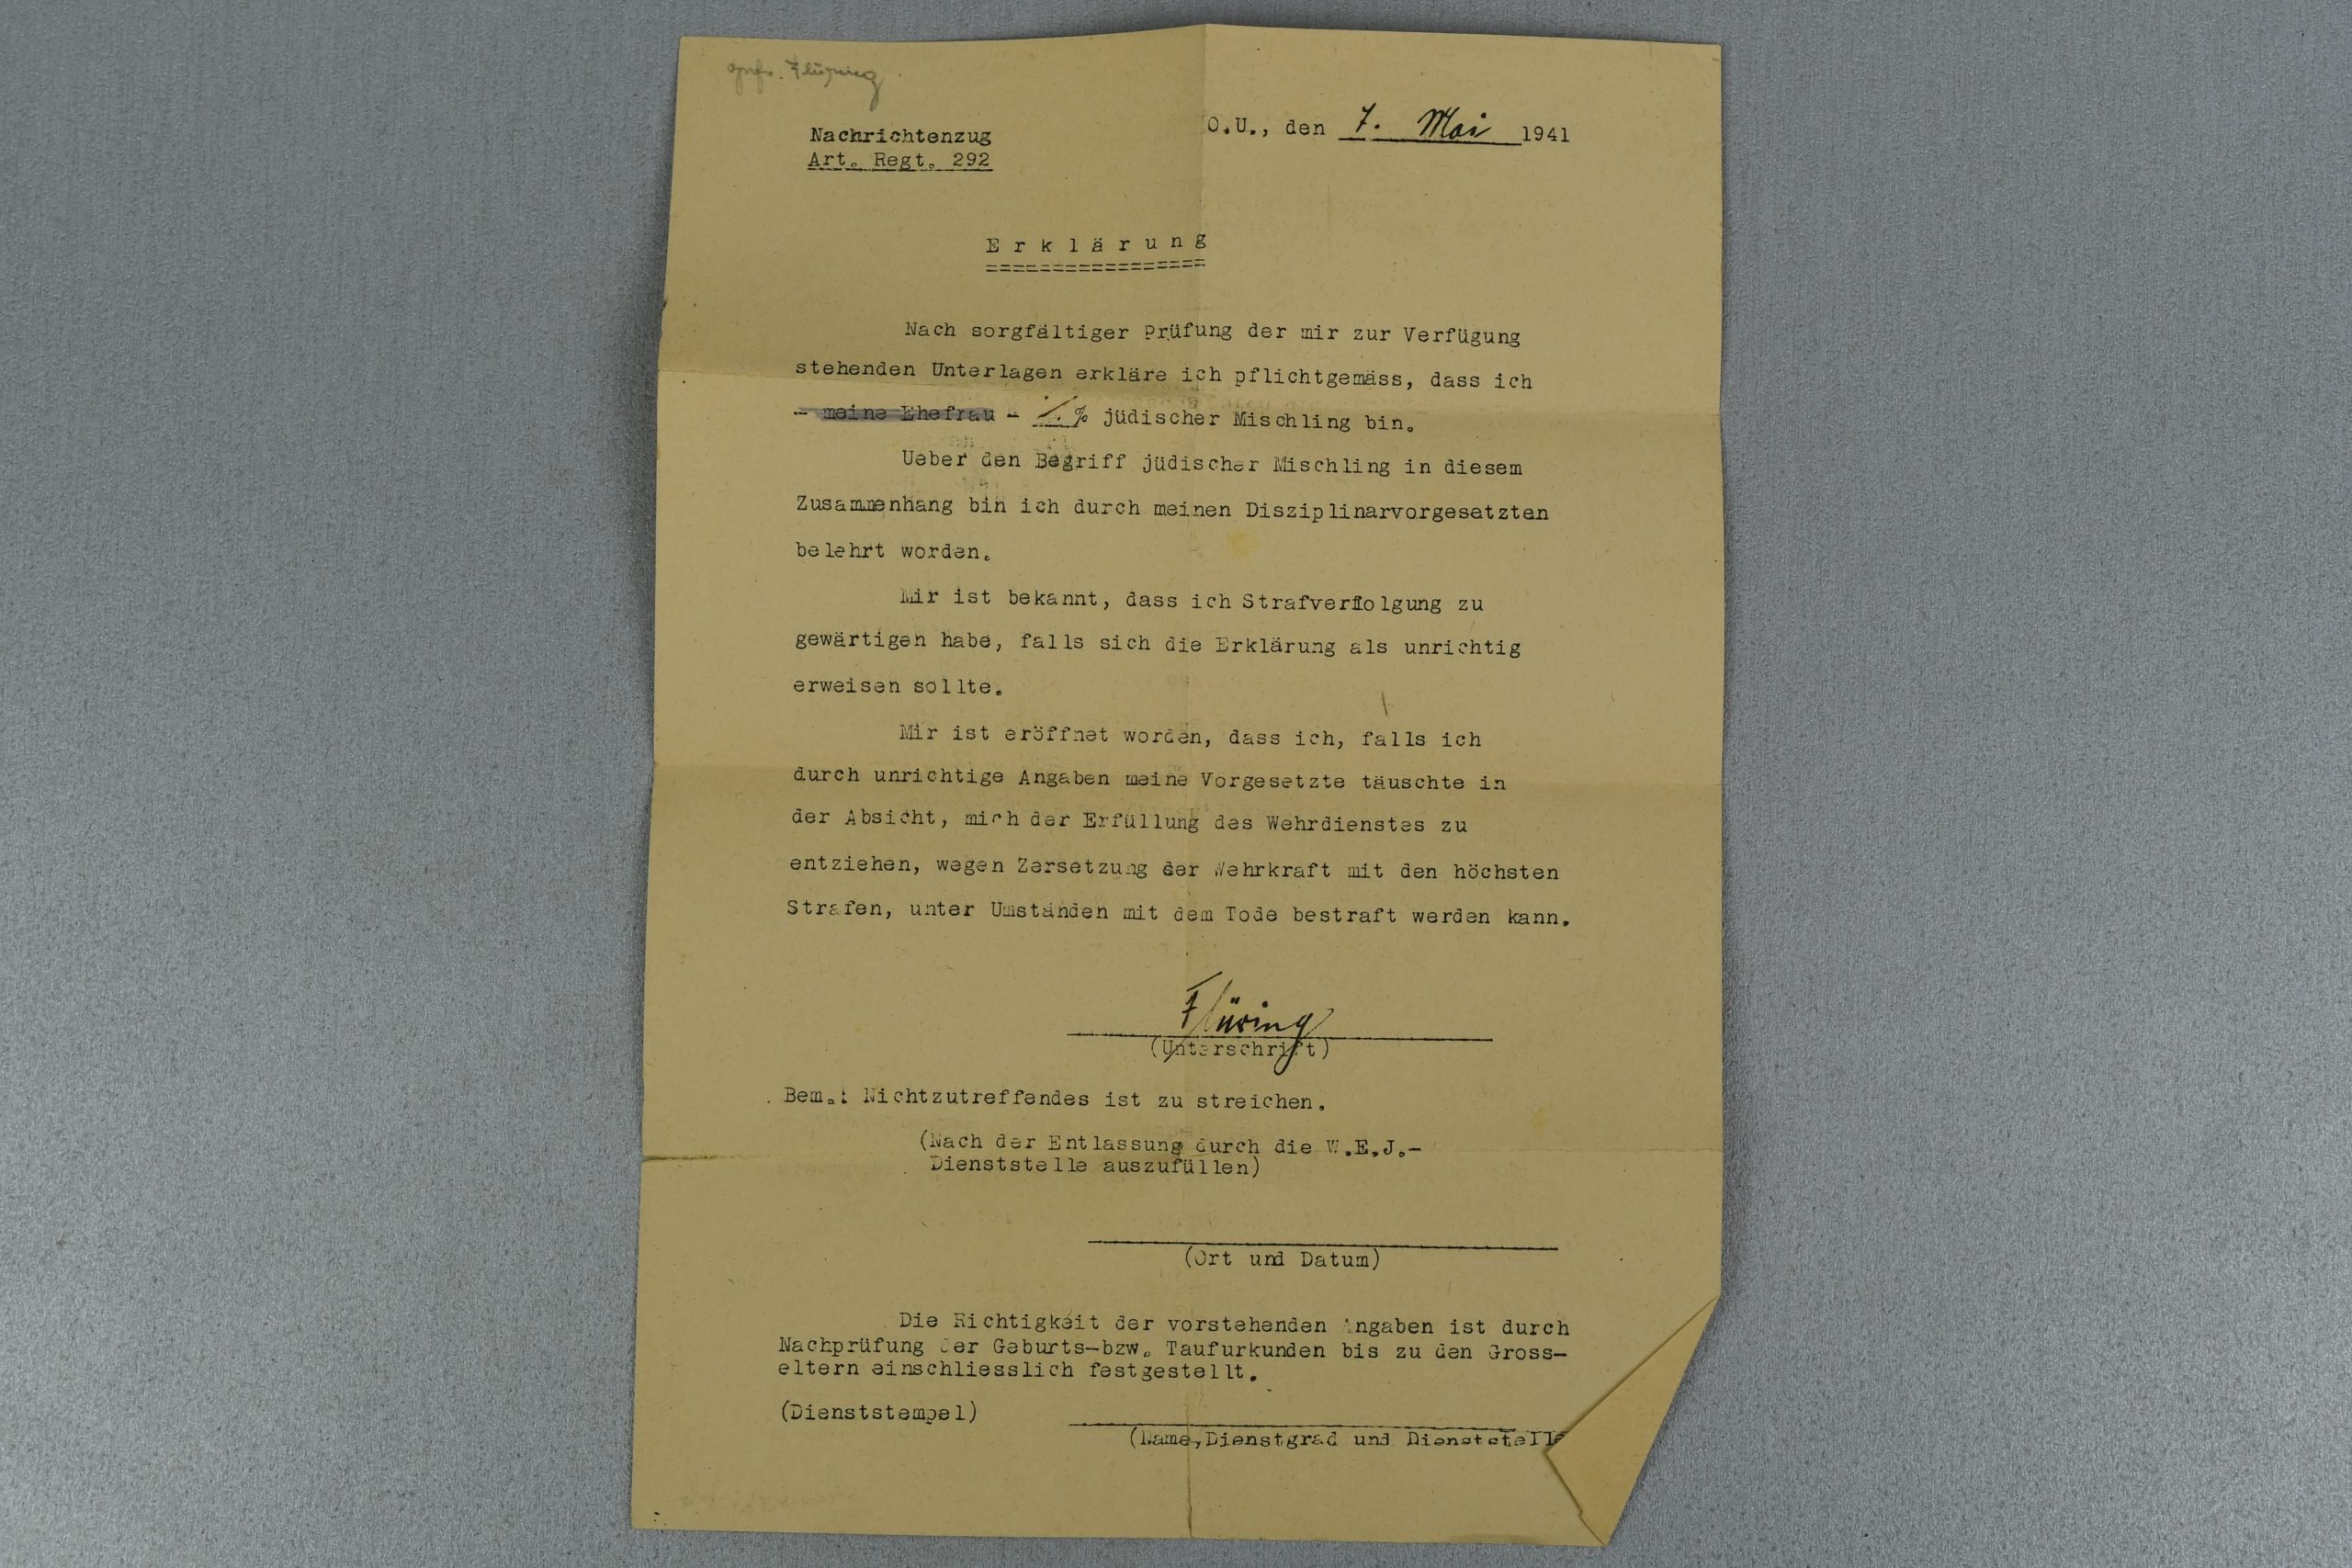 Flüring
Nachrichtenzug
Art. Regt. 292
O.U., den 7. Mai 1941
Erklärung
================
Nach sorgfältiger Prüfung der mir zur Verfügung
stehenden Unterlagen erkläre ich pflichtgemäss, dass ich
- meine Ehefrau - % jüdischer Mischling bin.
Ueber den Begriff jüdischer Mischling in diesem
Zusammenhang bin ich durch meinen Disziplinarvorgesetzten
belehrt worden.
Mir ist bekannt, dass ich Strafverfolgung zu
gewärtigen habe, falls sich die Erklärung als unrichtig
erweisen sollte.
Mir ist eröffnet worden, dass ich, falls ich
durch unrichtige Angaben meine Vorgesetzte täuschte in
der Absicht, mich der Erfüllung des Wehrdienstes zu
entziehen, wegen Zersetzung der Wehrkraft mit den höchsten
Strafen, unter Umständen mit dem Tode bestraft werden kann.
Flüring
(Unterschrift)
Bem.: Nichtzutreffendes ist zu streichen.
(Nach der Entlassung durch die W.E.J.-
Dienststelle auszufüllen)
(Ort und Datum)
Die Richtigkeit der vorstehenden Angaben ist durch
Nachprüfung der Geburts-bzw. Taufurkunden bis zu den Gross-
eltern einschliesslich festgestellt.
(Dienststempel)
(Name,Dienstgrad und Dienststelle